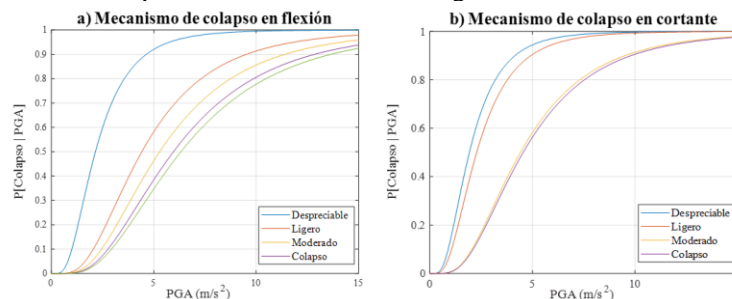 a) Mecanismo de colapso en flexión
P[Colapso | PGA]
1
0.9
0.8
0.7
0.6
0.5
0.4
0.3
0.2
0.1
0
0
5
10
15
PGA (m/s²)
Despreciable
Ligero
Moderado
Colapso
b) Mecanismo de colapso en cortante
P[Colapso | PGA]
1
0.8
0.6
0.4
0.2
0
0
5
10
PGA (m/s²)
Despreciable
Ligero
Moderado
Colapso